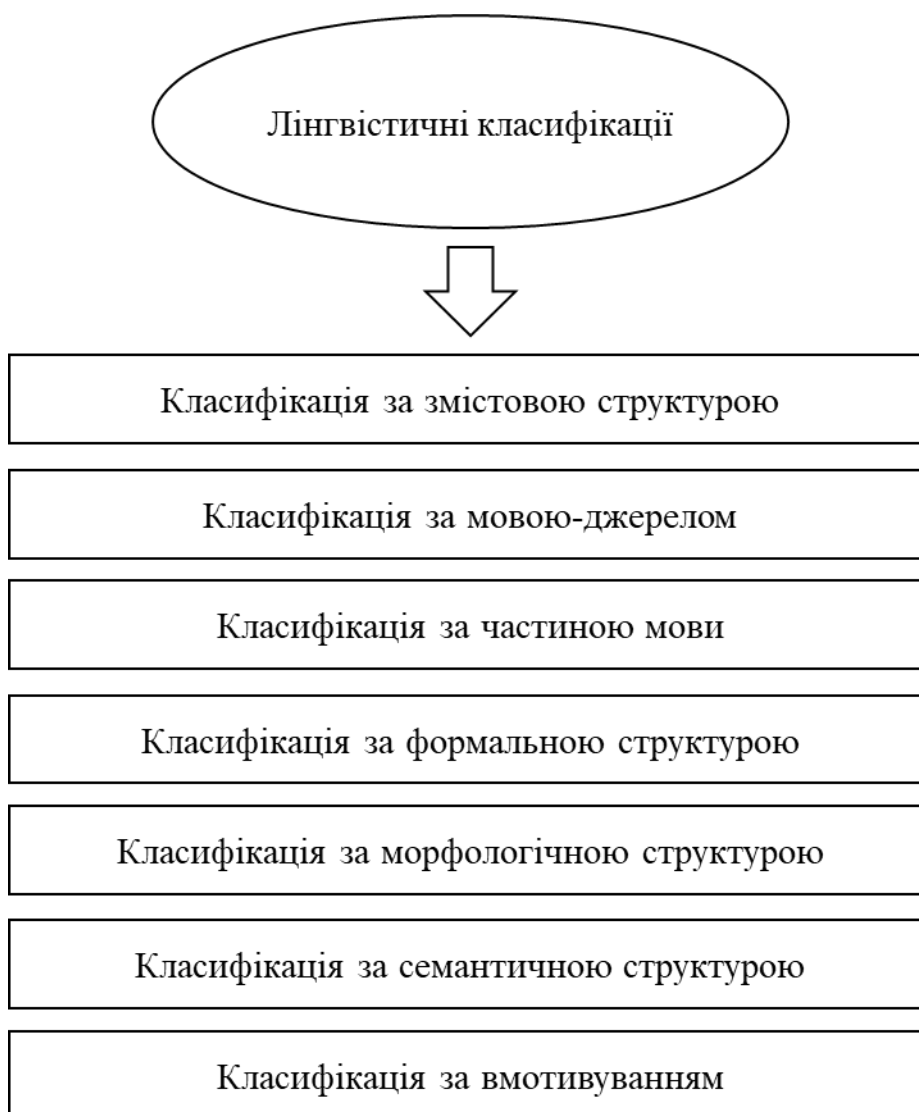 Лінгвістичні класифікації
Класифікація за змістовою структурою
Класифікація за мовою-джерелом
Класифікація за частиною мови
Класифікація за формальною структурою
Класифікація за морфологічною структурою
Класифікація за семантичною структурою
Класифікація за вмотивуванням